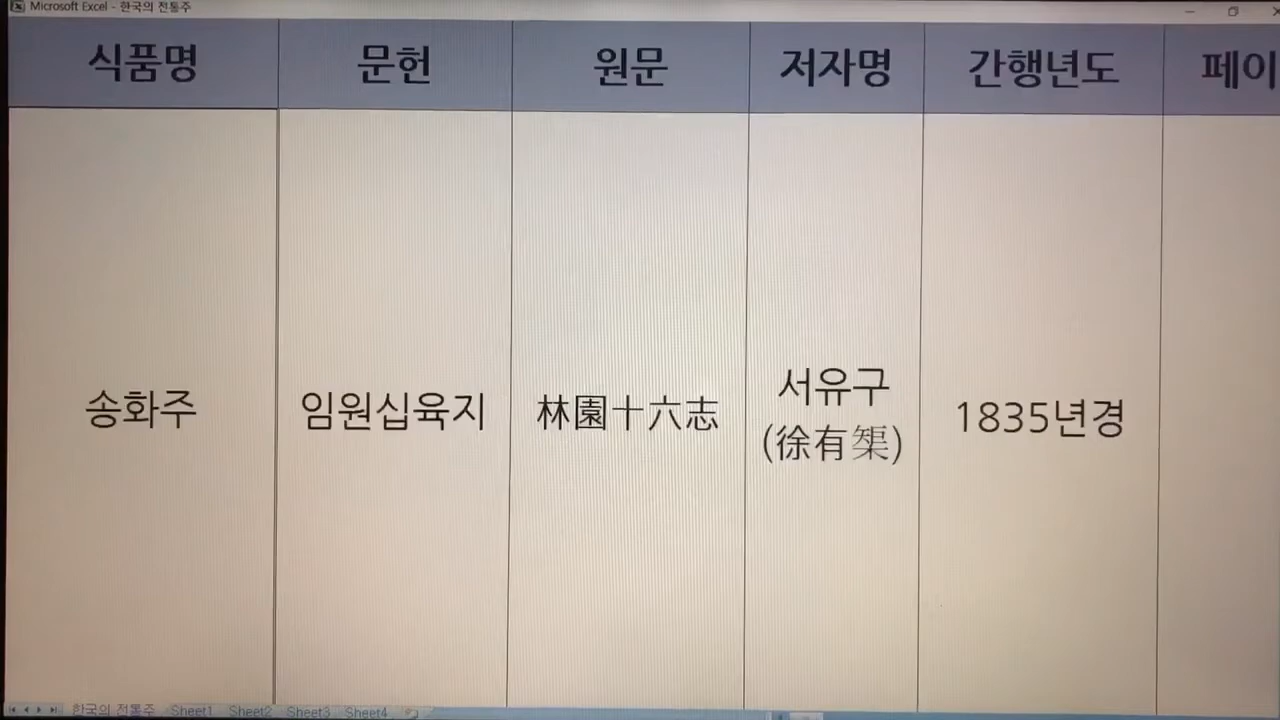 Microsoft Excel - 한국의 전통주
식품명 문헌 원문 저자명 간행년도 페이
송화주 임원십육지 林園十六志 서유구 1835년경
(徐有榘)
한국의 전통주 Sheet1 Sheet2 Sheet3 Sheet4